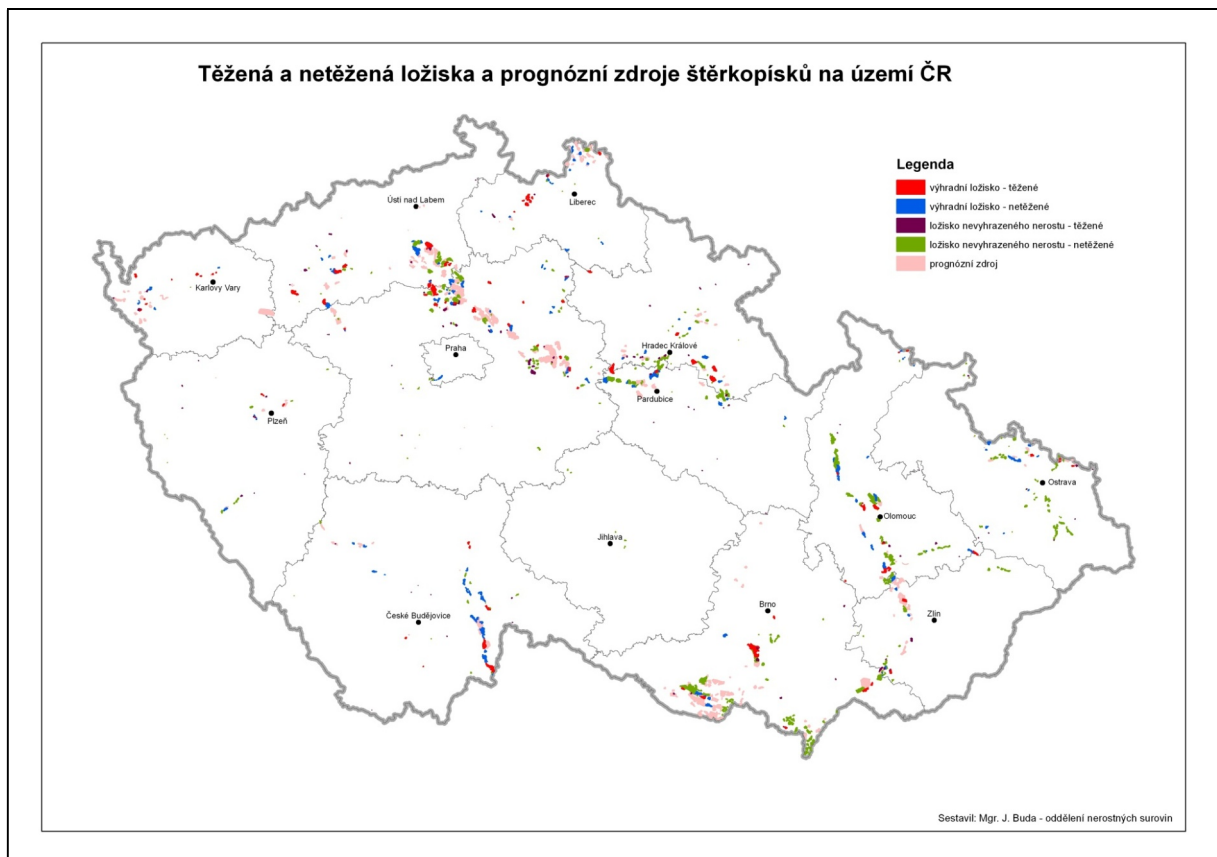 Těžená a netěžená ložiska a prognózní zdroje štěrkopísků na území ČR
Legenda
výhradní ložisko - těžené
výhradní ložisko - netěžené
ložisko nevyhrazeného nerostu - těžené
ložisko nevyhrazeného nerostu - netěžené
prognózní zdroj
Ústí nad Labem
Liberec
Karlovy Vary
Praha
Hradec Králové
Pardubice
Plzeň
Ostrava
Olomouc
Jihlava
Brno
České Budějovice
Zlín
Sestavil: Mgr. J. Buda - oddělení nerostných surovin